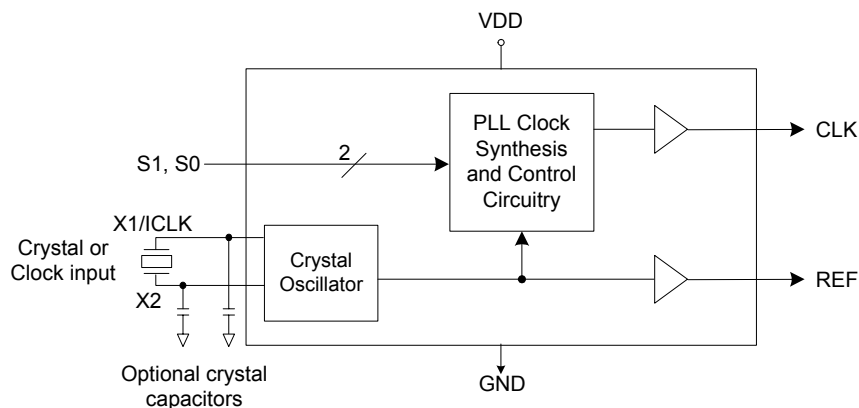 VDD
PLL Clock
Synthesis
and Control
Circuitry
CLK
2
S1, S0
X1/ICLK
Crystal or
Clock input
X2
Crystal
Oscillator
REF
Optional crystal
capacitors
GND